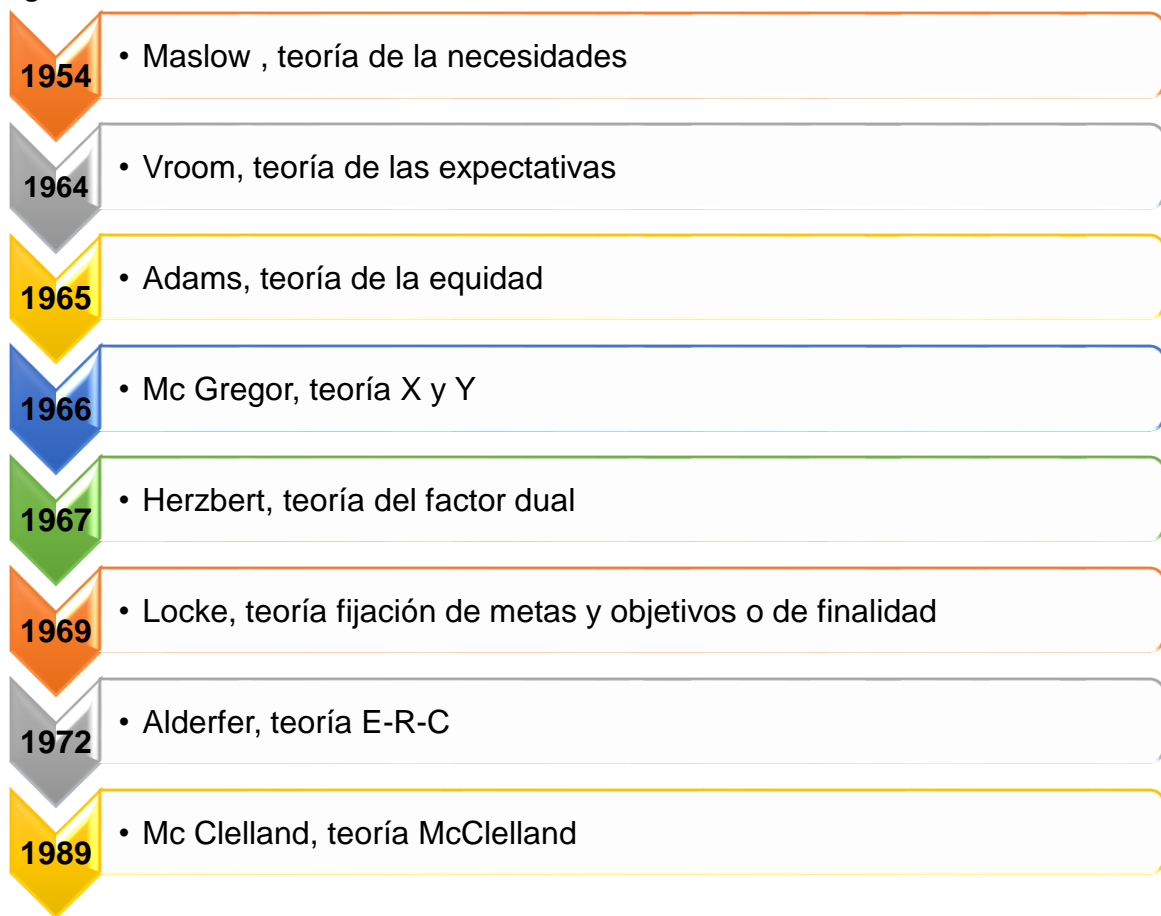 1954
• Maslow , teoría de la necesidades
1964
• Vroom, teoría de las expectativas
1965
• Adams, teoría de la equidad
1966
• Mc Gregor, teoría X y Y
1967
• Herzbert, teoría del factor dual
1969
• Locke, teoría fijación de metas y objetivos o de finalidad
1972
• Alderfer, teoría E-R-C
1989
• Mc Clelland, teoría McClelland